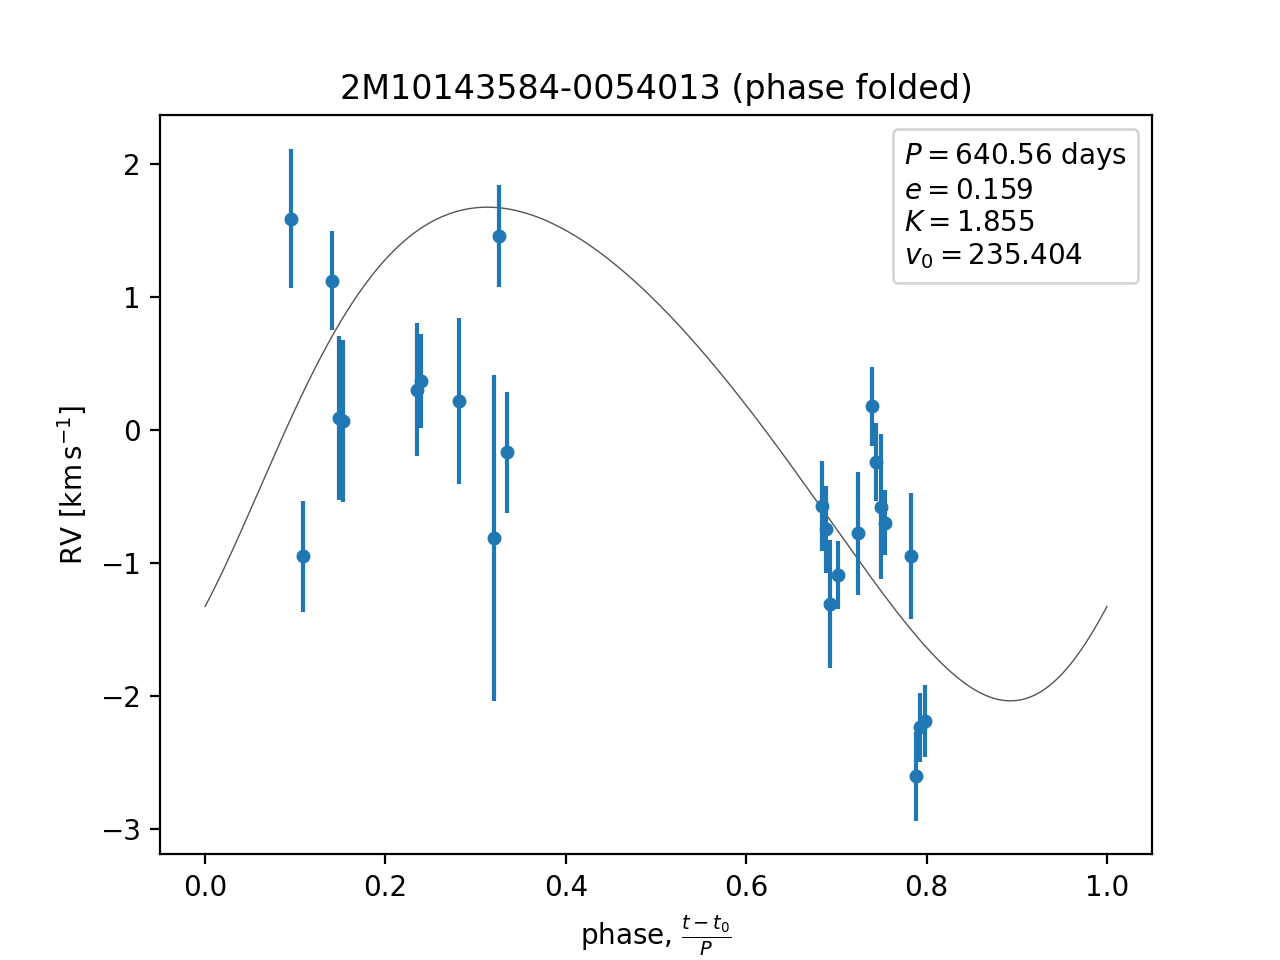 2M10143584-0054013 (phase folded)
P = 640.56 days
e = 0.159
K = 1.855
v₀ = 235.404
RV [km s⁻¹]
2
1
0
−1
−2
−3
0.0 0.2 0.4 0.6 0.8 1.0
phase, (t − t₀)/P